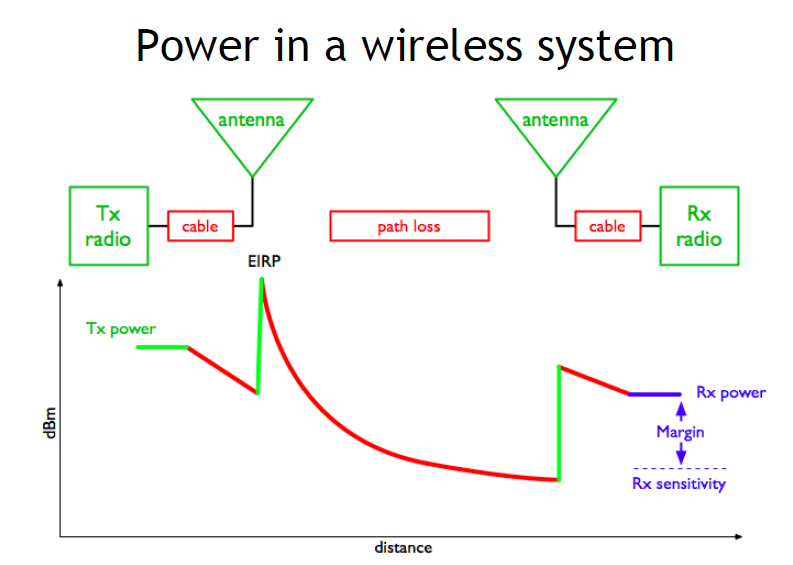 Power in a wireless system
antenna
antenna
Tx
radio
cable
path loss
cable
Rx
radio
EIRP
Tx power
dBm
Rx power
Margin
Rx sensitivity
distance